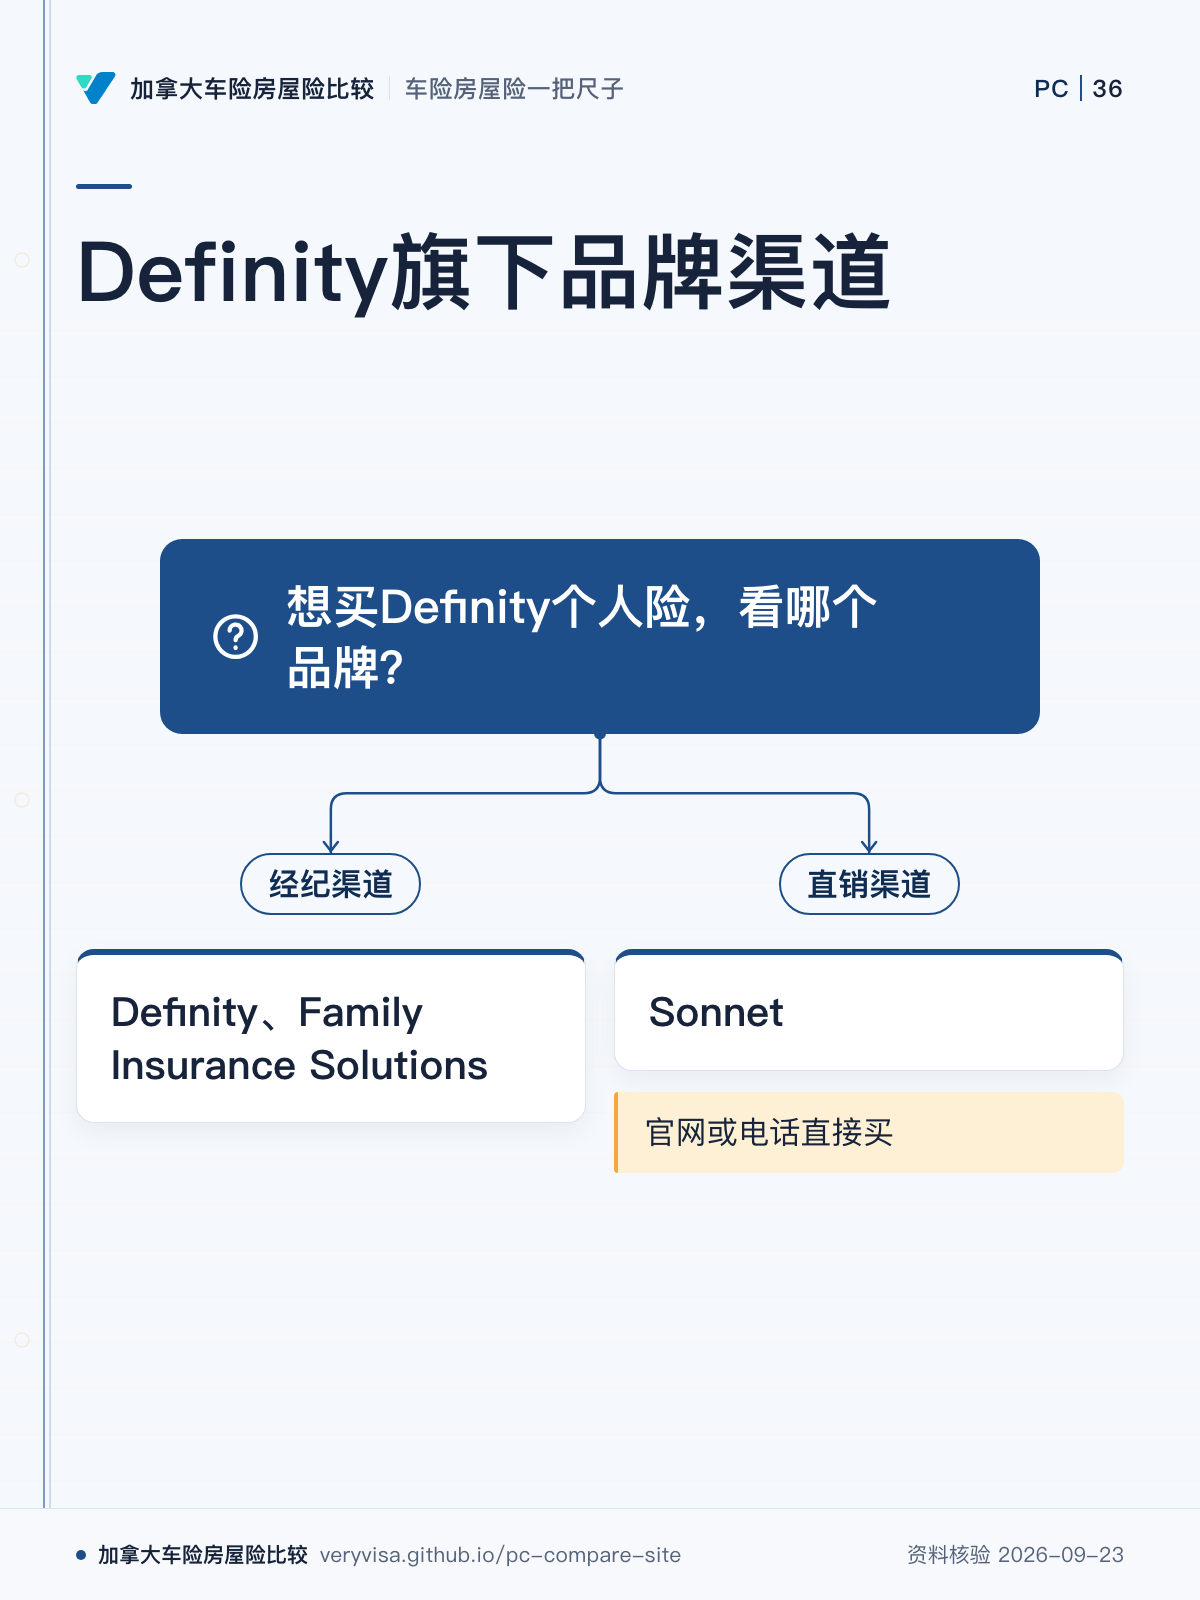 加拿大车险房屋险比较 车险房屋险一把尺子 PC 36
Definity旗下品牌渠道
想买Definity个人险，看哪个
品牌？
经纪渠道 直销渠道
Definity、Family
Insurance Solutions
Sonnet
官网或电话直接买
加拿大车险房屋险比较 veryvisa.github.io/pc-compare-site 资料核验 2026-09-23